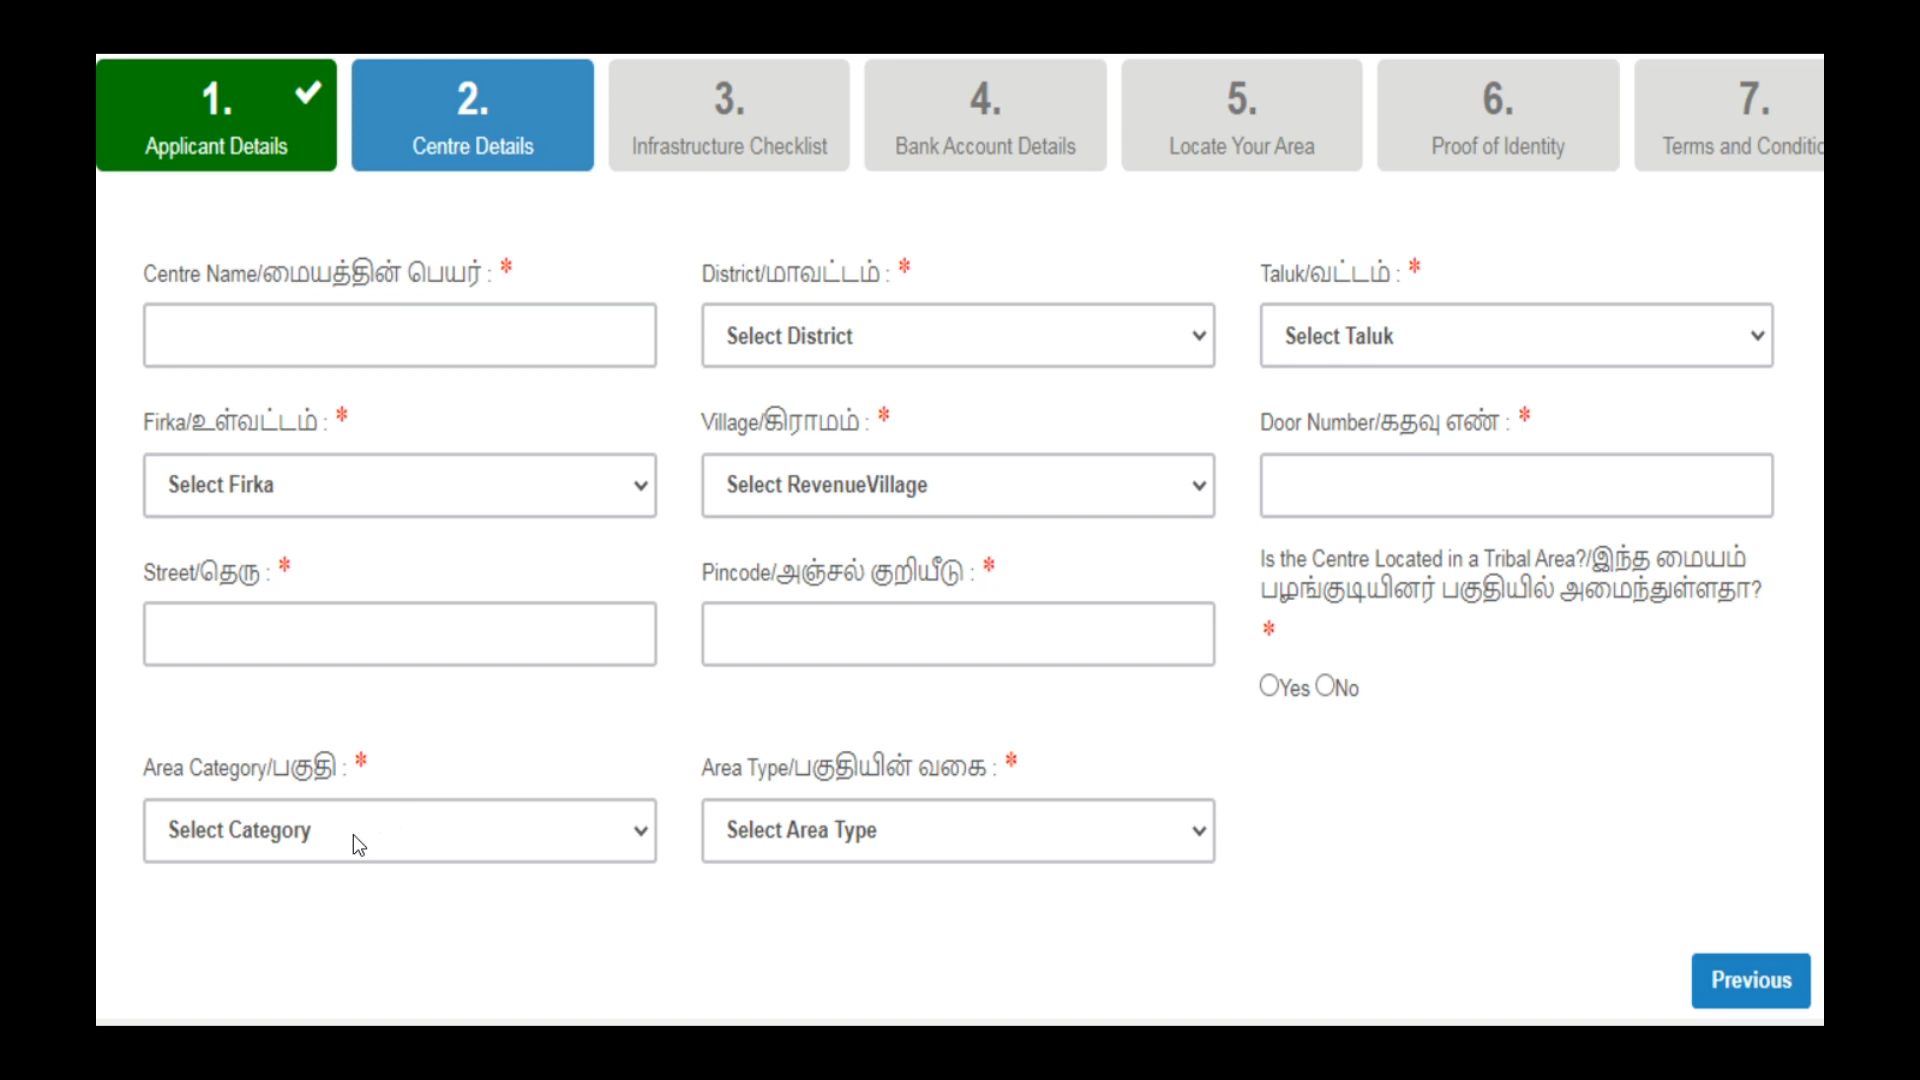 1.
Applicant Details
2.
Centre Details
3.
Infrastructure Checklist
4.
Bank Account Details
5.
Locate Your Area
6.
Proof of Identity
7.
Terms and Conditic
Centre Name/மையத்தின் பெயர் : *
District/மாவட்டம் : *
Taluk/வட்டம் : *
Select District
Select Taluk
Firka/உள்வட்டம் : *
Village/கிராமம் : *
Door Number/கதவு எண் : *
Select Firka
Select RevenueVillage
Street/தெரு : *
Pincode/அஞ்சல் குறியீடு : *
Is the Centre Located in a Tribal Area?/இந்த மையம்
பழங்குடியினர் பகுதியில் அமைந்துள்ளதா?
*
Yes No
Area Category/பகுதி : *
Area Type/பகுதியின் வகை : *
Select Category
Select Area Type
Previous